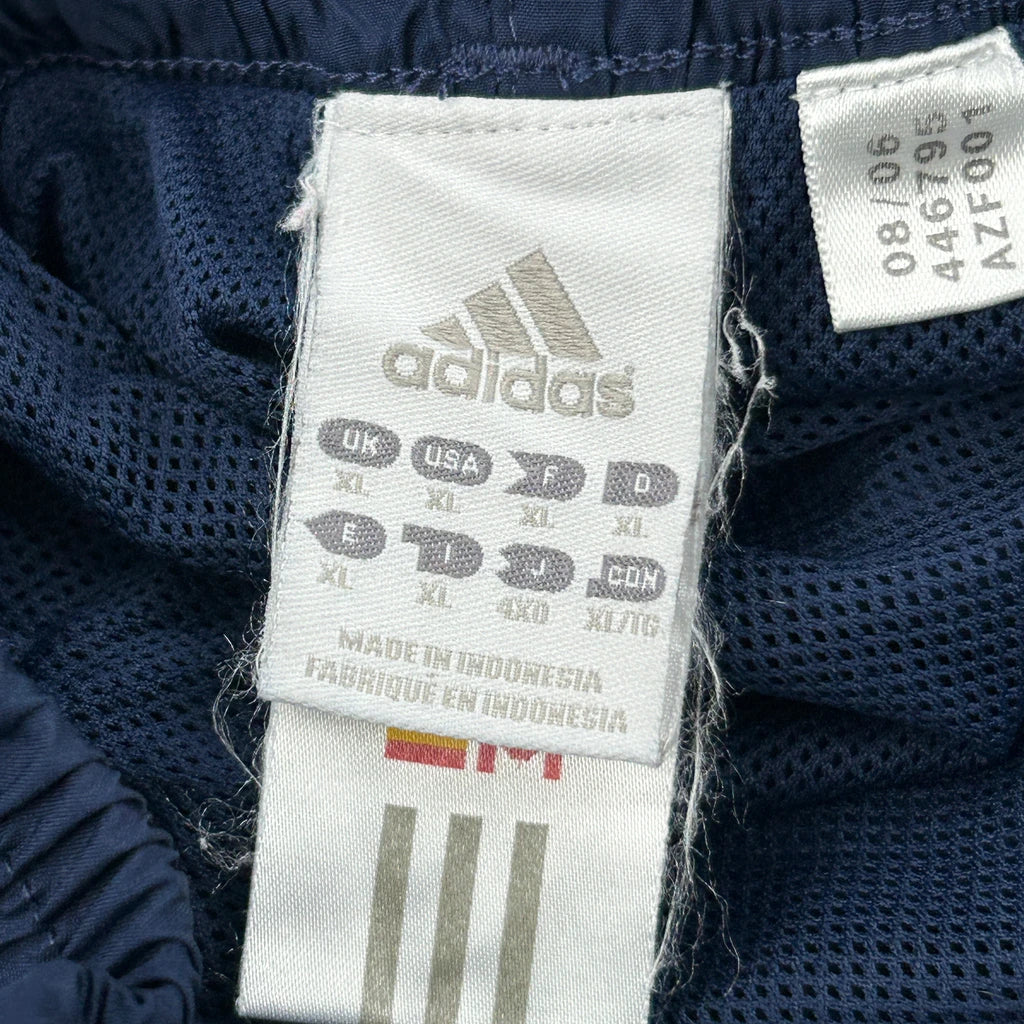 adidas
UK USA F D
XL XL XL XL
E I J CDN
XL XL 4XO XL/TG
MADE IN INDONESIA
FABRIQUÉ EN INDONESIA
M
08/06
446795
AZF001